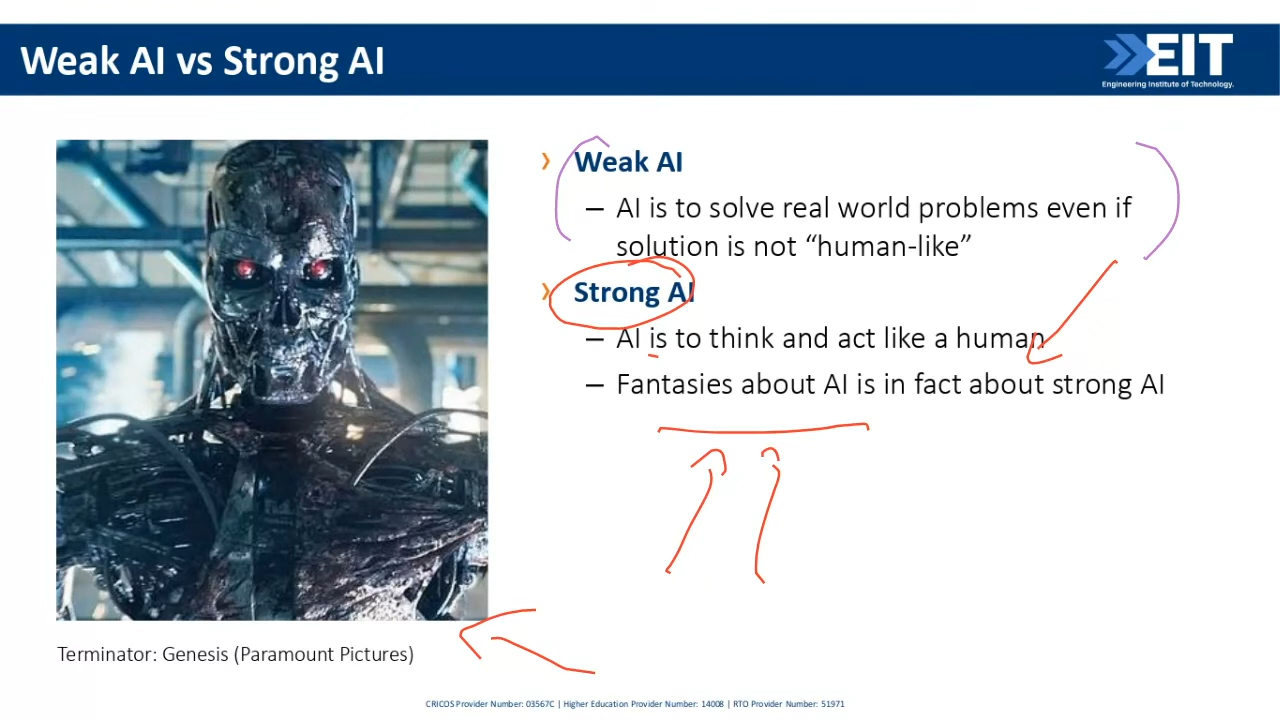 Weak AI vs Strong AI
EIT
Engineering Institute of Technology.
› Weak AI
– AI is to solve real world problems even if
solution is not “human-like”
› Strong AI
– AI is to think and act like a human
– Fantasies about AI is in fact about strong AI
Terminator: Genesis (Paramount Pictures)
CRICOS Provider Number: 03567C | Higher Education Provider Number: 14008 | RTO Provider Number: 51971